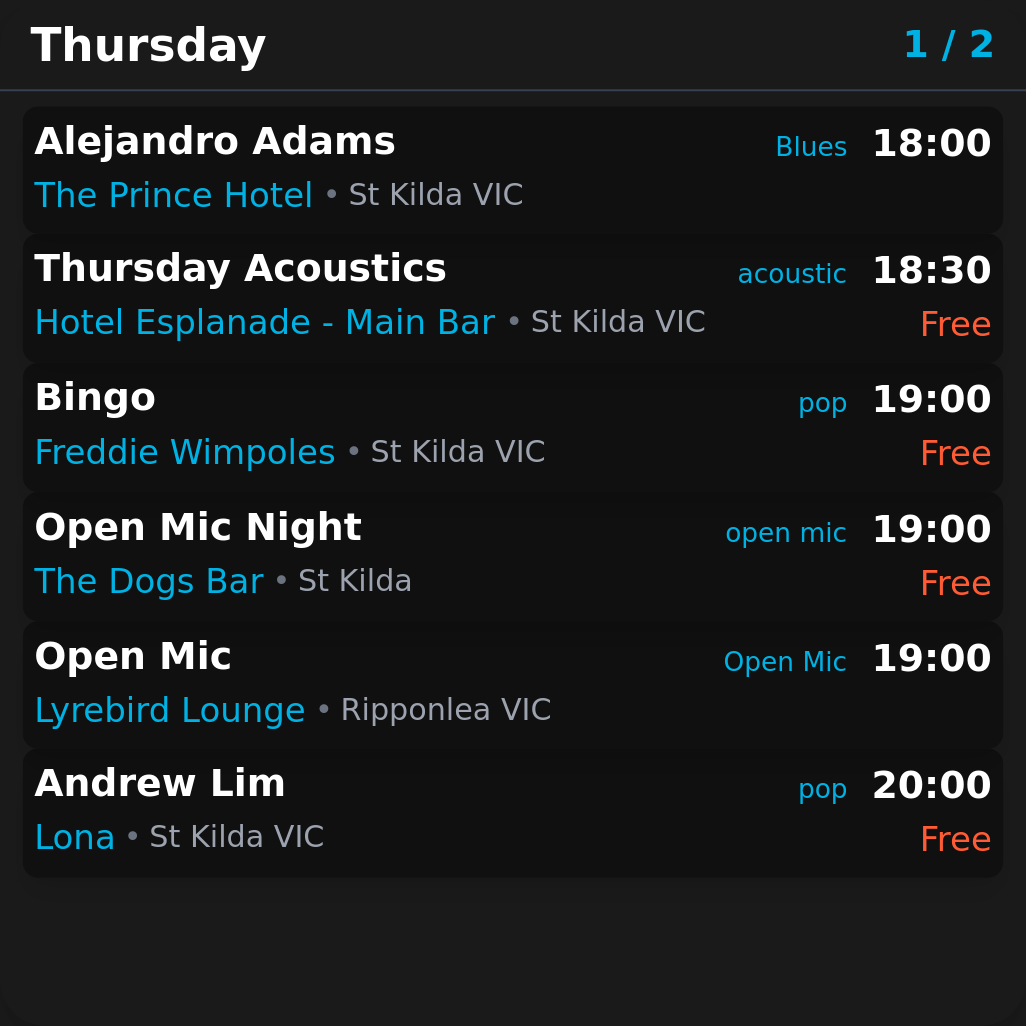 Thursday 1 / 2
Alejandro Adams Blues 18:00
The Prince Hotel • St Kilda VIC
Thursday Acoustics acoustic 18:30
Hotel Esplanade - Main Bar • St Kilda VIC Free
Bingo pop 19:00
Freddie Wimpoles • St Kilda VIC Free
Open Mic Night open mic 19:00
The Dogs Bar • St Kilda Free
Open Mic Open Mic 19:00
Lyrebird Lounge • Ripponlea VIC
Andrew Lim pop 20:00
Lona • St Kilda VIC Free